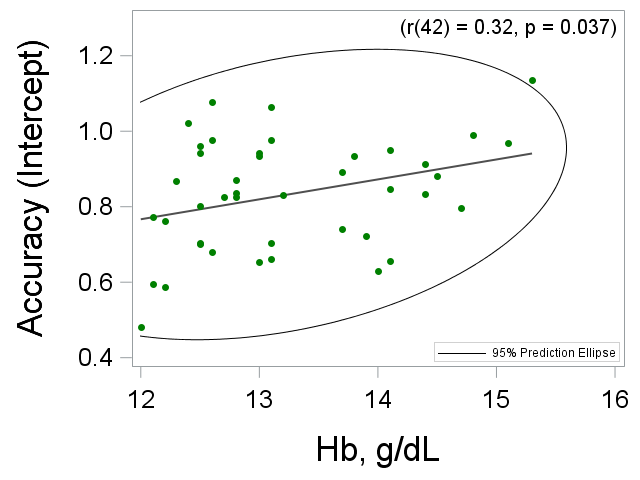 (r(42) = 0.32, p = 0.037)
1.2
1.0
0.8
0.6
0.4
Accuracy (Intercept)
95% Prediction Ellipse
12 13 14 15 16
Hb, g/dL